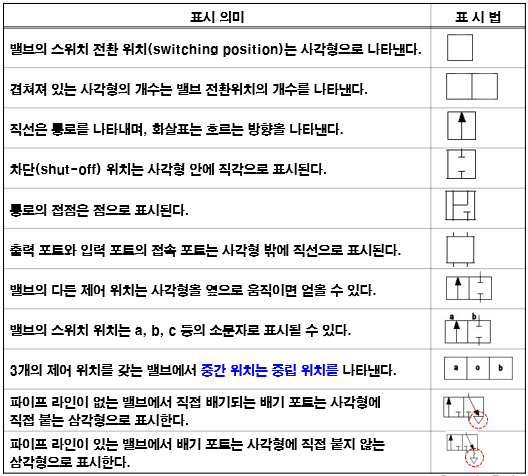 표시 의미
표 시 법
밸브의 스위치 전환 위치(switching position)는 사각형으로 나타낸다.
겹쳐져 있는 사각형의 개수는 밸브 전환위치의 개수를 나타낸다.
직선은 통로를 나타내며, 화살표는 흐르는 방향을 나타낸다.
차단(shut-off) 위치는 사각형 안에 직각으로 표시된다.
통로의 접점은 점으로 표시된다.
출력 포트와 입력 포트의 접속 포트는 사각형 밖에 직선으로 표시된다.
밸브의 다른 제어 위치는 사각형을 옆으로 움직이면 얻을 수 있다.
밸브의 스위치 위치는 a, b, c 등의 소문자로 표시될 수 있다.
a b
3개의 제어 위치를 갖는 밸브에서 중간 위치는 중립 위치를 나타낸다.
a o b
파이프 라인이 없는 밸브에서 직접 배기되는 배기 포트는 사각형에
직접 붙는 삼각형으로 표시한다.
파이프 라인이 있는 밸브에서 배기 포트는 사각형에 직접 붙지 않는
삼각형으로 표시한다.